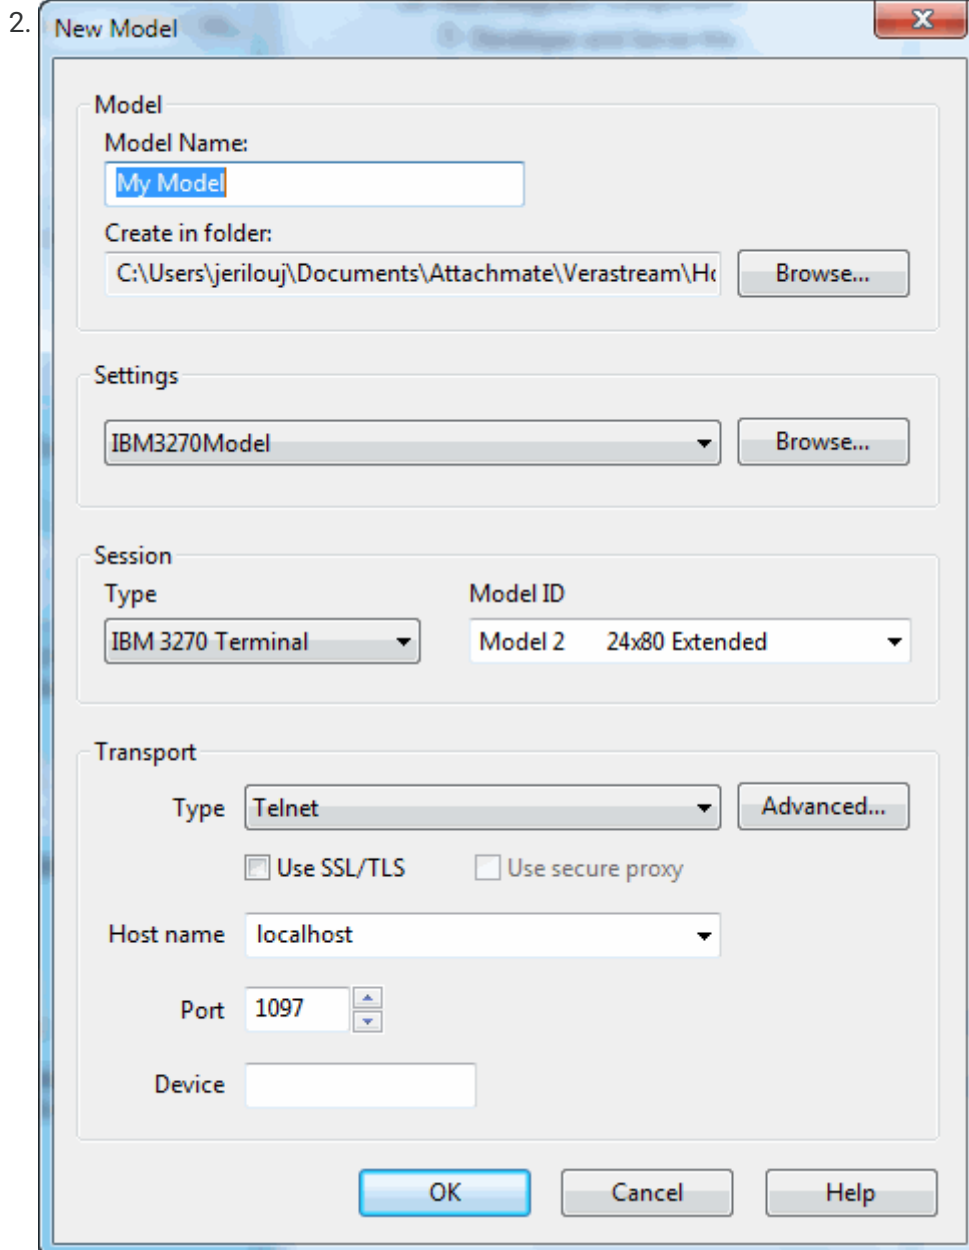 2.
New Model
Model
Model Name:
My Model
Create in folder:
C:\Users\jerilouj\Documents\Attachmate\Verastream\Ho Browse...
Settings
IBM3270Model Browse...
Session
Type Model ID
IBM 3270 Terminal Model 2 24x80 Extended
Transport
Type Telnet Advanced...
Use SSL/TLS Use secure proxy
Host name localhost
Port 1097
Device
OK Cancel Help